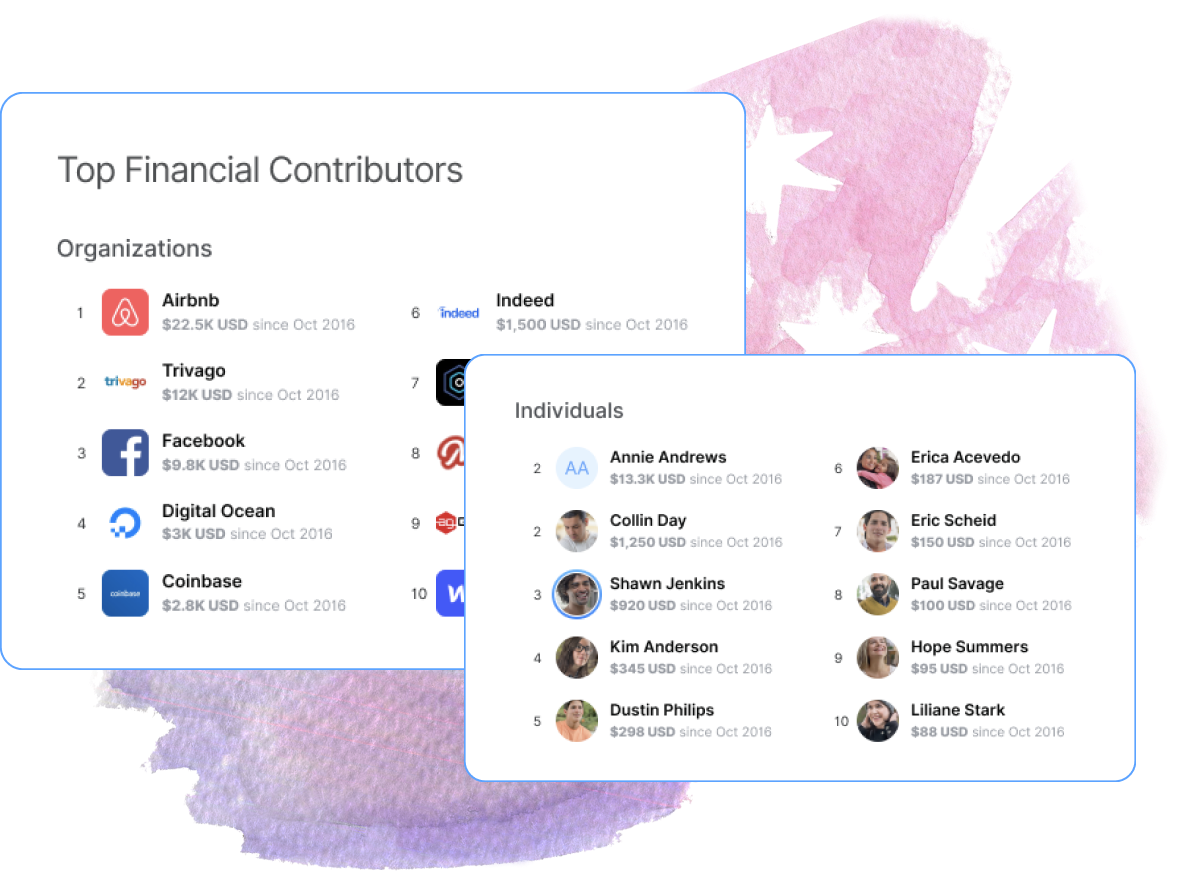 Top Financial Contributors
Organizations
1
Airbnb
$22.5K USD since Oct 2016
2
trivago
Trivago
$12K USD since Oct 2016
3
f
Facebook
$9.8K USD since Oct 2016
4
Digital Ocean
$3K USD since Oct 2016
5
coinbase
Coinbase
$2.8K USD since Oct 2016
6
indeed
Indeed
$1,500 USD since Oct 2016
7
8
9
10
Individuals
2
AA
Annie Andrews
$13.3K USD since Oct 2016
2
Collin Day
$1,250 USD since Oct 2016
3
Shawn Jenkins
$920 USD since Oct 2016
4
Kim Anderson
$345 USD since Oct 2016
5
Dustin Philips
$298 USD since Oct 2016
6
Erica Acevedo
$187 USD since Oct 2016
7
Eric Scheid
$150 USD since Oct 2016
8
Paul Savage
$100 USD since Oct 2016
9
Hope Summers
$95 USD since Oct 2016
10
Liliane Stark
$88 USD since Oct 2016